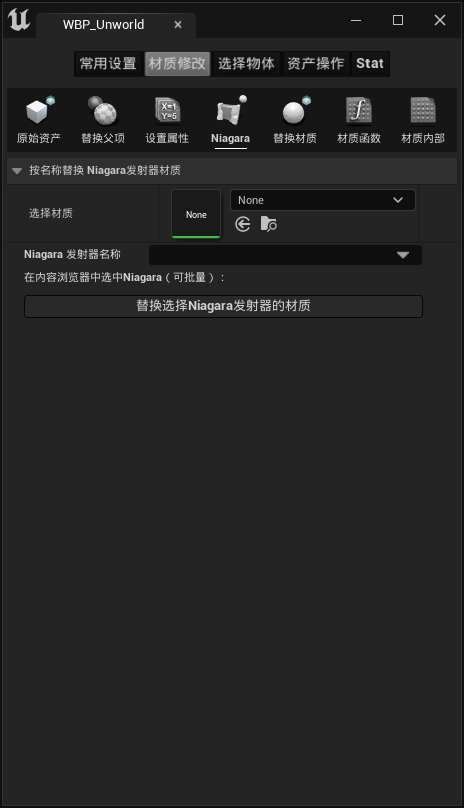 WBP_Unworld
常用设置 材质修改 选择物体 资产操作 Stat
X=1
Y=5
原始资产 替换父项 设置属性 Niagara 替换材质 材质函数 材质内部
按名称替换 Niagara发射器材质
选择材质
None
None
Niagara 发射器名称
在内容浏览器中选中Niagara（可批量）：
替换选择Niagara发射器的材质